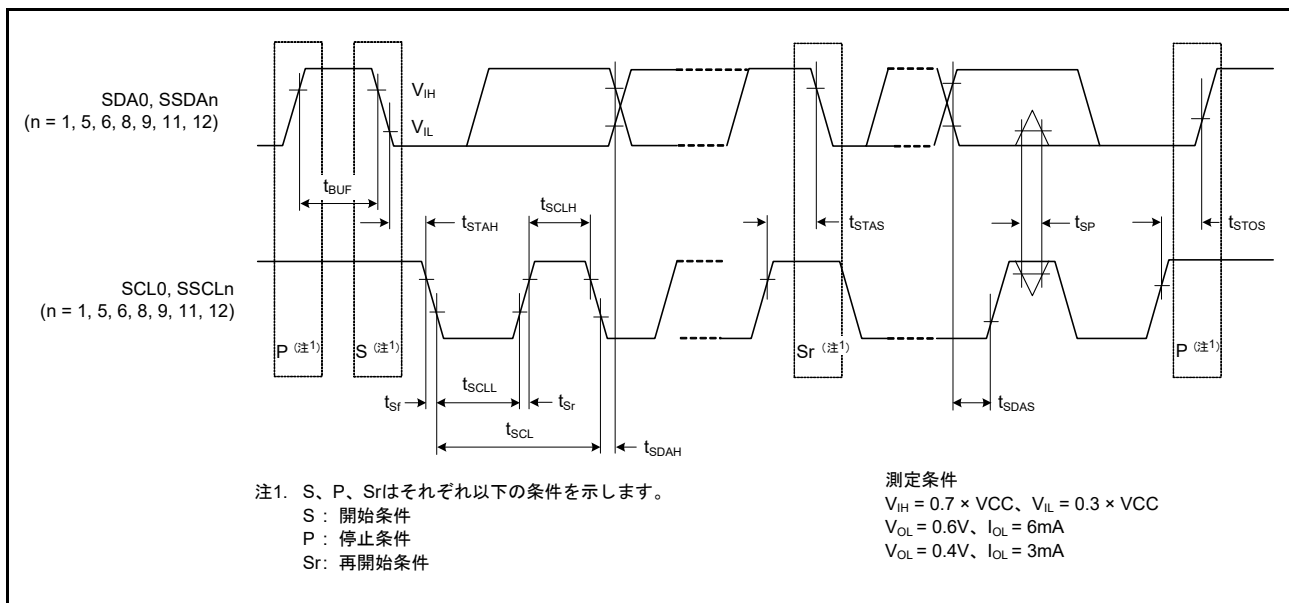 SDA0, SSDAn
(n = 1, 5, 6, 8, 9, 11, 12)
VIH
VIL
tBUF
tSTAH
tSCLH
tSTAS
tSP
tSTOS
SCL0, SSCLn
(n = 1, 5, 6, 8, 9, 11, 12)
P (注1)
S (注1)
Sr (注1)
P (注1)
tSf
tSCLL
tSr
tSDAS
tSCL
tSDAH
注1. S、P、Srはそれぞれ以下の条件を示します。
S : 開始条件
P : 停止条件
Sr: 再開始条件
測定条件
VIH = 0.7 × VCC、VIL = 0.3 × VCC
VOL = 0.6V、IOL = 6mA
VOL = 0.4V、IOL = 3mA